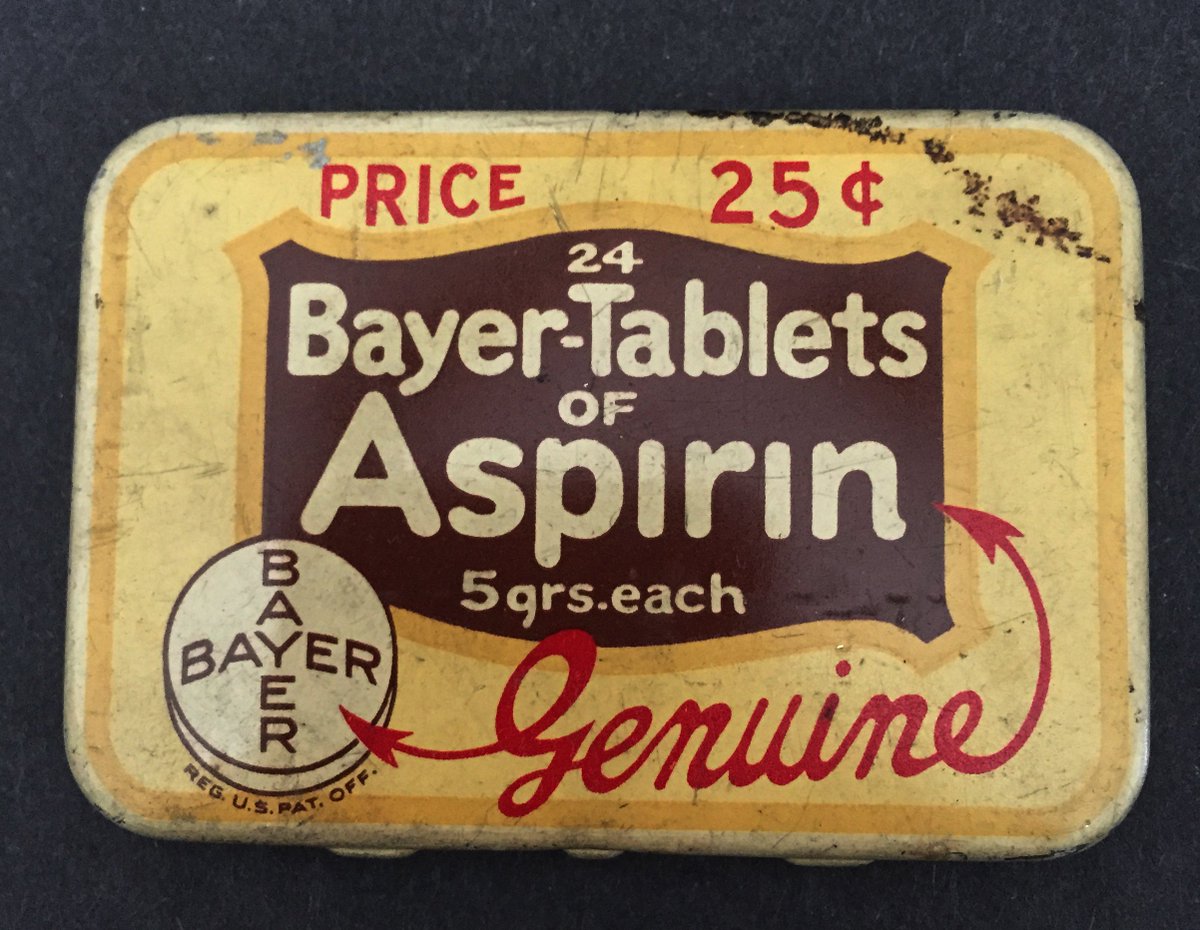 PRICE 25¢
24
Bayer-Tablets
OF
Aspirin
5grs.each
BAYER
BAYER
REG. U.S. PAT. OFF.
Genuine